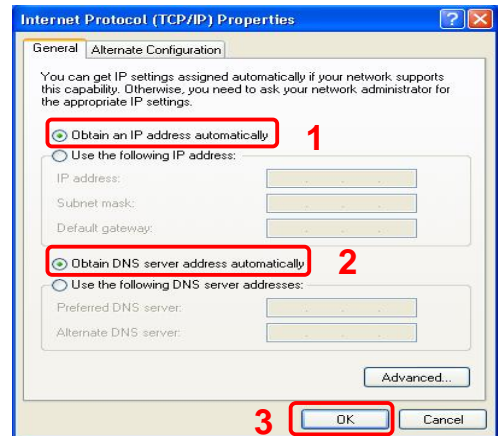 Internet Protocol (TCP/IP) Properties
General Alternate Configuration
You can get IP settings assigned automatically if your network supports
this capability. Otherwise, you need to ask your network administrator for
the appropriate IP settings.
Obtain an IP address automatically 1
Use the following IP address:
IP address:
Subnet mask:
Default gateway:
Obtain DNS server address automatically 2
Use the following DNS server addresses:
Preferred DNS server:
Alternate DNS server:
Advanced...
3 OK Cancel